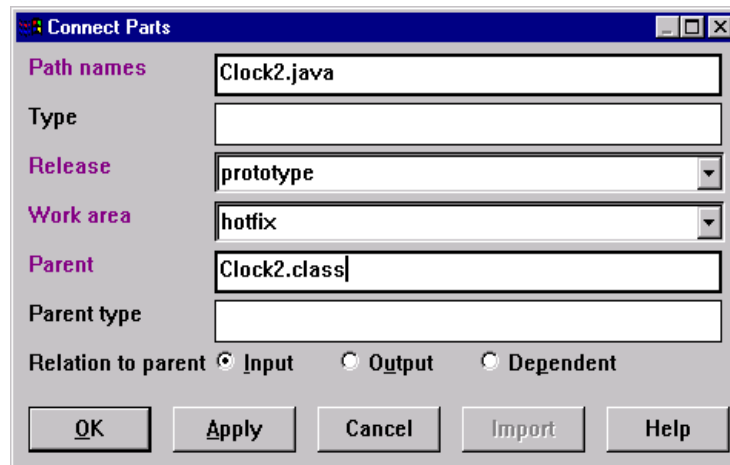 Connect Parts
Path names Clock2.java
Type
Release prototype
Work area hotfix
Parent Clock2.class
Parent type
Relation to parent Input Output Dependent
OK Apply Cancel Import Help